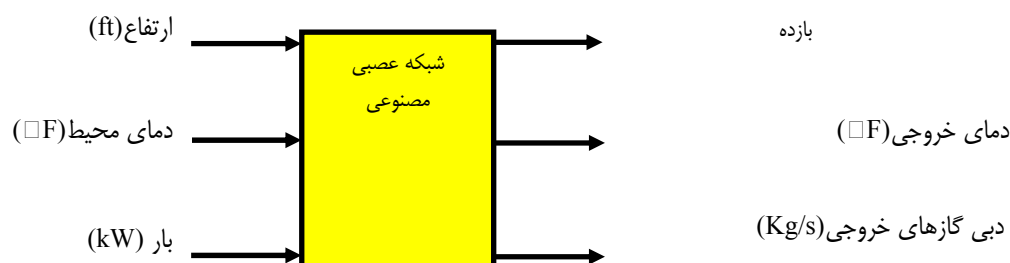 ارتفاع(ft)
دمای محیط(□F)
بار (kW)
شبکه عصبی
مصنوعی
بازده
دمای خروجی(□F)
دبی گازهای خروجی(Kg/s)